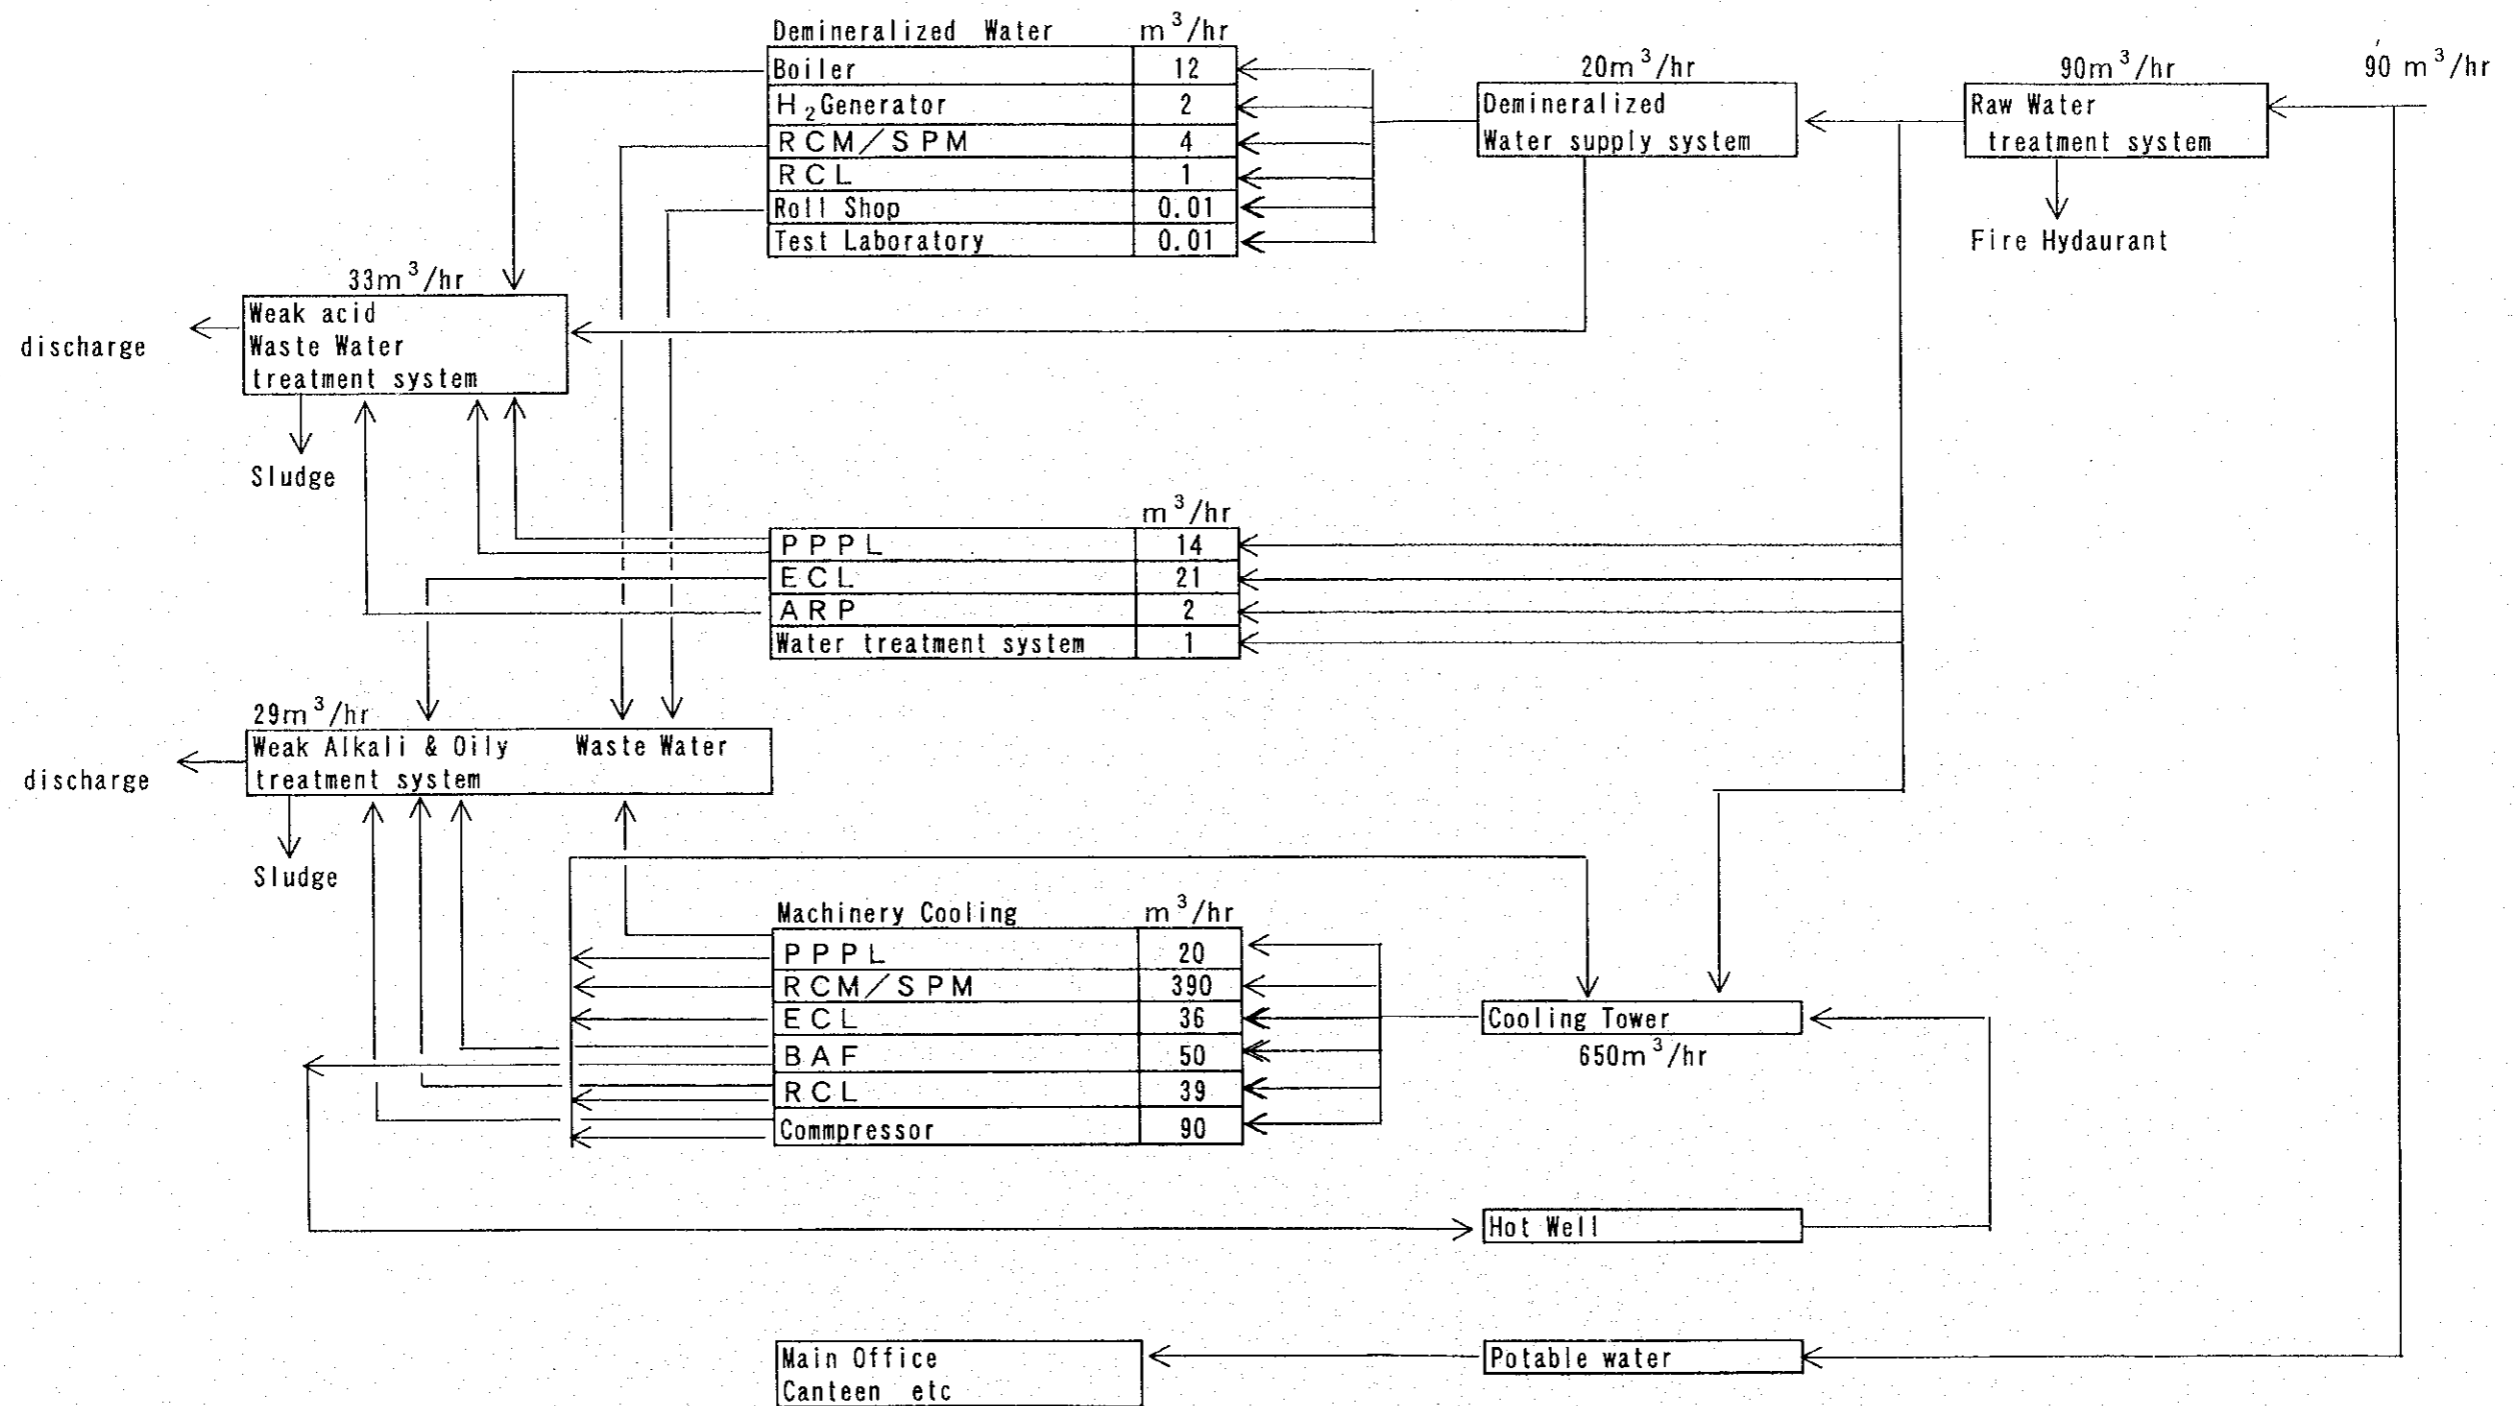 Demineralized Water m³/hr
Boiler 12
H₂Generator 2
RCM/SPM 4
RCL 1
Roll Shop 0.01
Test Laboratory 0.01
20m³/hr
Demineralized
Water supply system
90m³/hr
Raw Water
treatment system
90 m³/hr
Fire Hydaurant
33m³/hr
Weak acid
Waste Water
treatment system
discharge
Sludge
m³/hr
PPPL 14
ECL 21
ARP 2
Water treatment system 1
29m³/hr
Weak Alkali & Oily Waste Water
treatment system
discharge
Sludge
Machinery Cooling m³/hr
PPPL 20
RCM/SPM 390
ECL 36
BAF 50
RCL 39
Commpressor 90
Cooling Tower
650m³/hr
Hot Well
Main Office
Canteen etc
Potable water